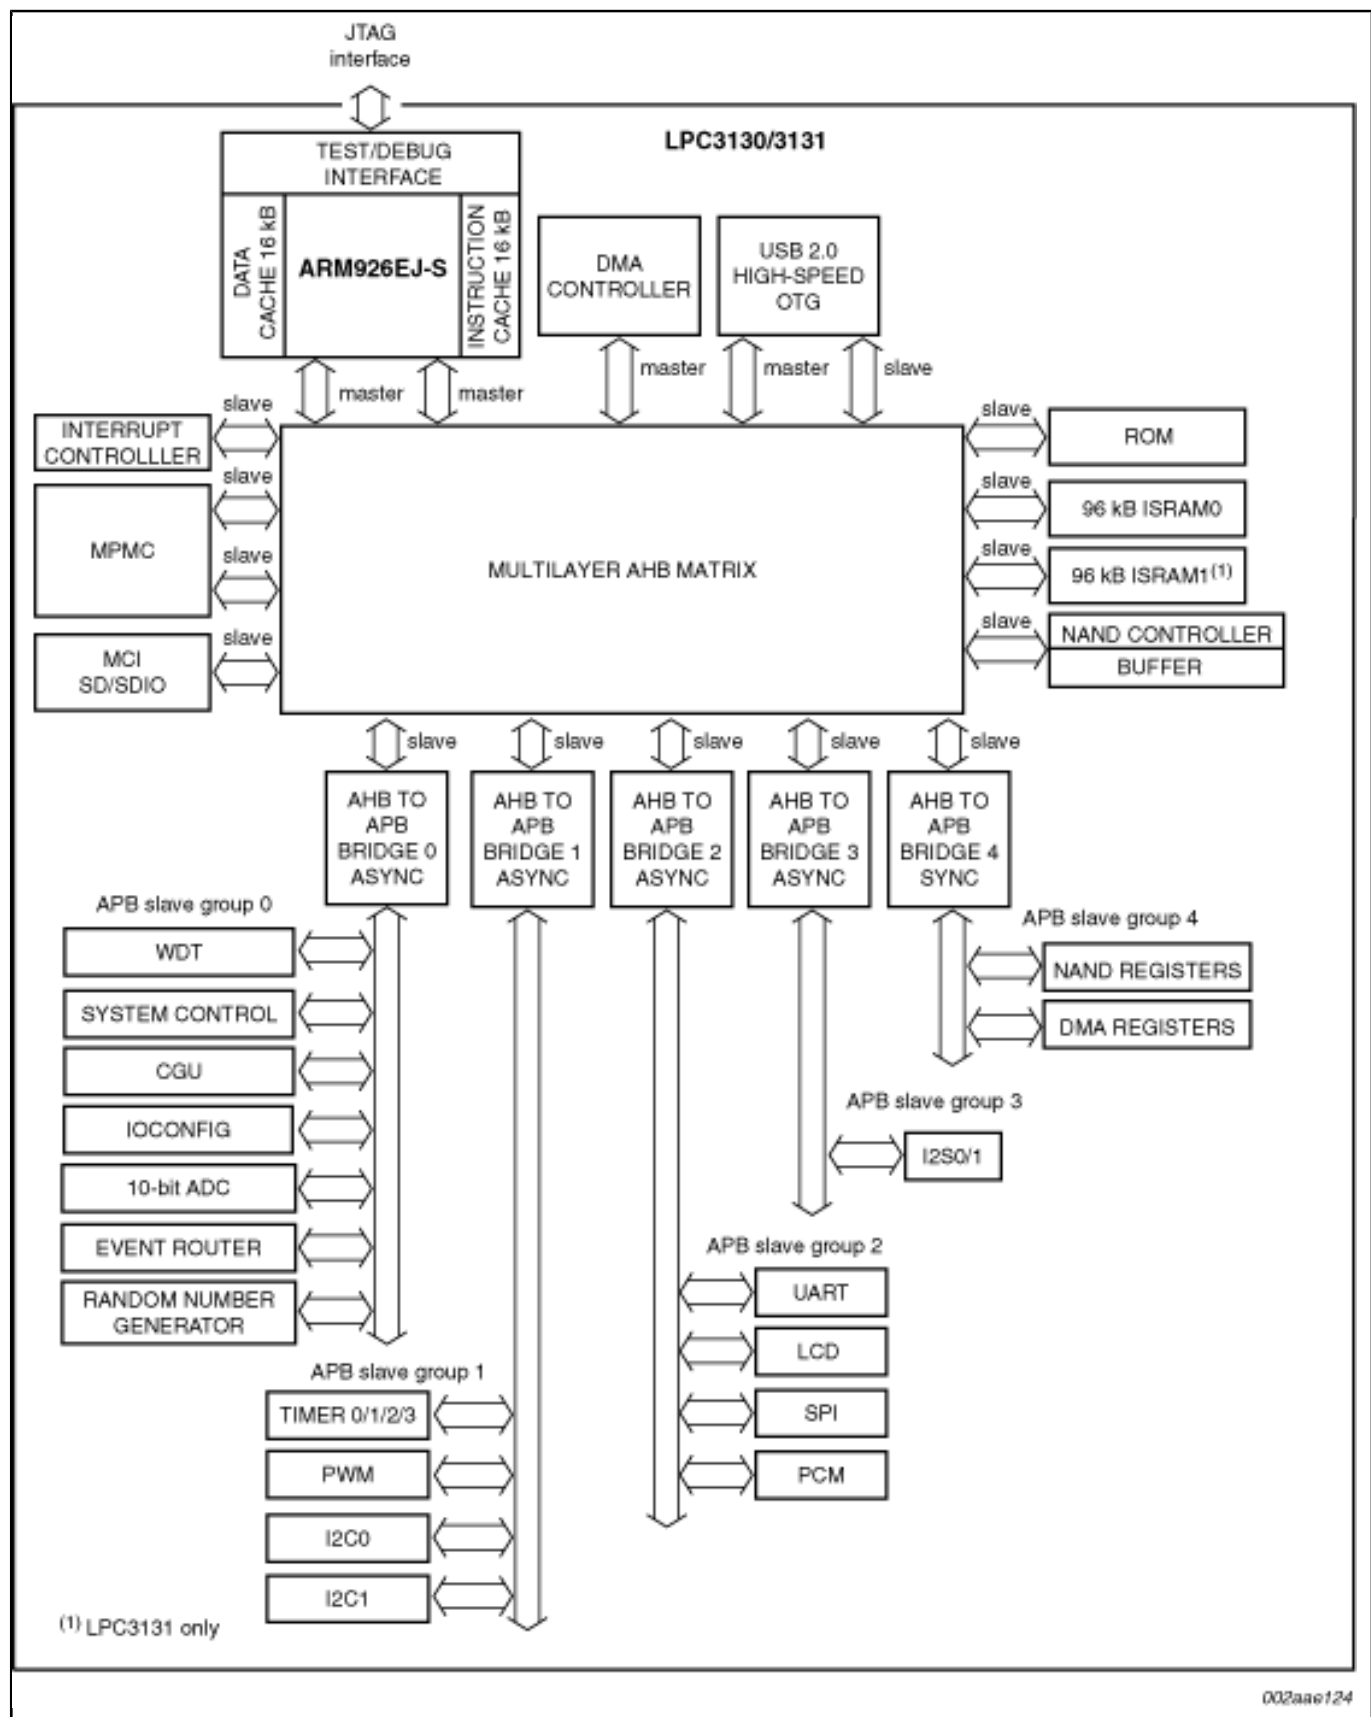 JTAG
interface
LPC3130/3131
TEST/DEBUG
INTERFACE
DATA
CACHE 16 kB
ARM926EJ-S
INSTRUCTION
CACHE 16 kB
DMA
CONTROLLER
USB 2.0
HIGH-SPEED
OTG
master
master
master
master
slave
slave
INTERRUPT
CONTROLLLER
slave
MPMC
slave
slave
MCI
SD/SDIO
MULTILAYER AHB MATRIX
slave
ROM
slave
96 kB ISRAM0
slave
96 kB ISRAM1(1)
slave
NAND CONTROLLER
BUFFER
slave
slave
slave
slave
slave
AHB TO
APB
BRIDGE 0
ASYNC
AHB TO
APB
BRIDGE 1
ASYNC
AHB TO
APB
BRIDGE 2
ASYNC
AHB TO
APB
BRIDGE 3
ASYNC
AHB TO
APB
BRIDGE 4
SYNC
APB slave group 0
WDT
SYSTEM CONTROL
CGU
IOCONFIG
10-bit ADC
EVENT ROUTER
RANDOM NUMBER
GENERATOR
APB slave group 4
NAND REGISTERS
DMA REGISTERS
APB slave group 3
I2S0/1
APB slave group 2
UART
LCD
SPI
PCM
APB slave group 1
TIMER 0/1/2/3
PWM
I2C0
I2C1
(1) LPC3131 only
002aae124